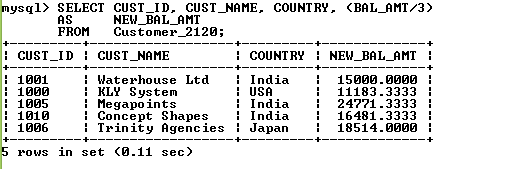 mysql> SELECT CUST_ID, CUST_NAME, COUNTRY, (BAL_AMT/3)
AS NEW_BAL_AMT
FROM Customer_2120;
+---------+------------------+---------+-------------+
| CUST_ID | CUST_NAME | COUNTRY | NEW_BAL_AMT |
+---------+------------------+---------+-------------+
| 1001 | Waterhouse Ltd | India | 15000.0000 |
| 1000 | KLY System | USA | 11183.3333 |
| 1005 | Megapoints | India | 24771.3333 |
| 1010 | Concept Shapes | India | 16481.3333 |
| 1006 | Trinity Agencies | Japan | 18514.0000 |
+---------+------------------+---------+-------------+
5 rows in set (0.11 sec)